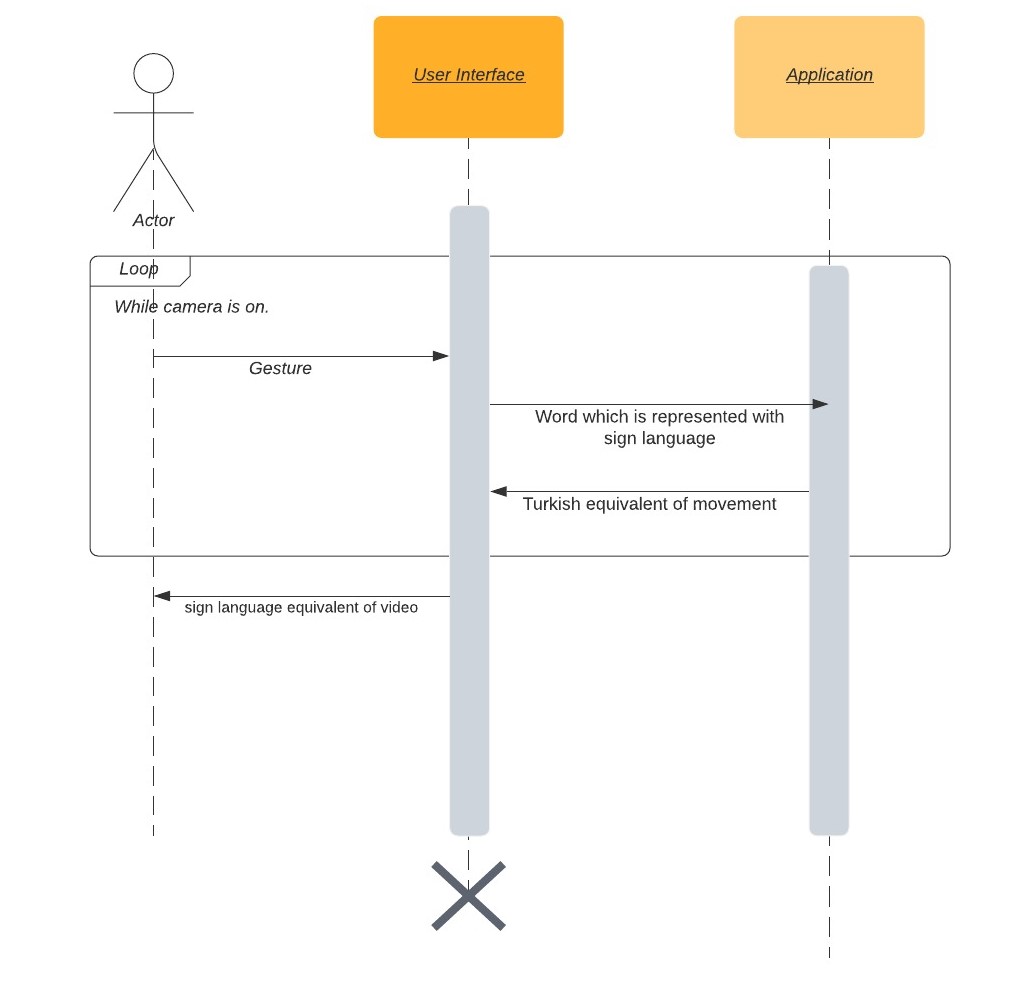 User Interface
Application
Actor
Loop
While camera is on.
Gesture
Word which is represented with
sign language
Turkish equivalent of movement
sign language equivalent of video